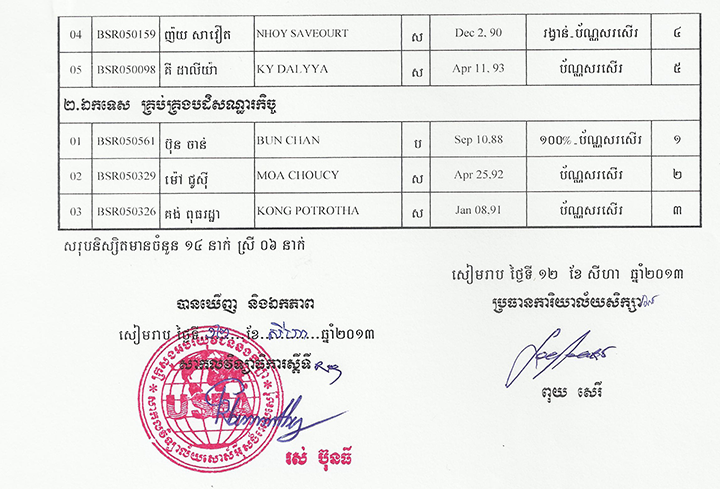 04 BSR050159 ញ៉យ សាវឿត NHOY SAVEOURT ស Dec 2, 90 រង្វាន់-ប័ណ្ណសរសើរ ៤
05 BSR050098 គី ដាលីយ៉ា KY DALYYA ស Apr 11, 93 ប័ណ្ណសរសើរ ៥
២.ឯកទេស គ្រប់គ្រងបដិសណ្ឋារកិច្ច
01 BSR050561 ប៊ុន ចាន់ BUN CHAN ប Sep 10.88 ១០០%-ប័ណ្ណសរសើរ ១
02 BSR050329 ម៉ៅ ជូស៊ី MOA CHOUCY ស Apr 25.92 ប័ណ្ណសរសើរ ២
03 BSR050326 គង់ ពុធរដ្ឋា KONG POTROTHA ស Jan 08,91 ប័ណ្ណសរសើរ ៣
សរុបនិស្សិតមានចំនួន ១៤ នាក់ ស្រី ០៦ នាក់
សៀមរាប ថ្ងៃទី ១២ ខែ សីហា ឆ្នាំ២០១៣
ប្រធានការិយាល័យសិក្សា
បានឃើញ និងឯកភាព
សៀមរាប ថ្ងៃទី ១២ ខែ សីហា ឆ្នាំ២០១៣
សាកលវិទ្យាធិការស្តីទី
USEA
ពុយ សេរី
រស់ ប៊ុនធី